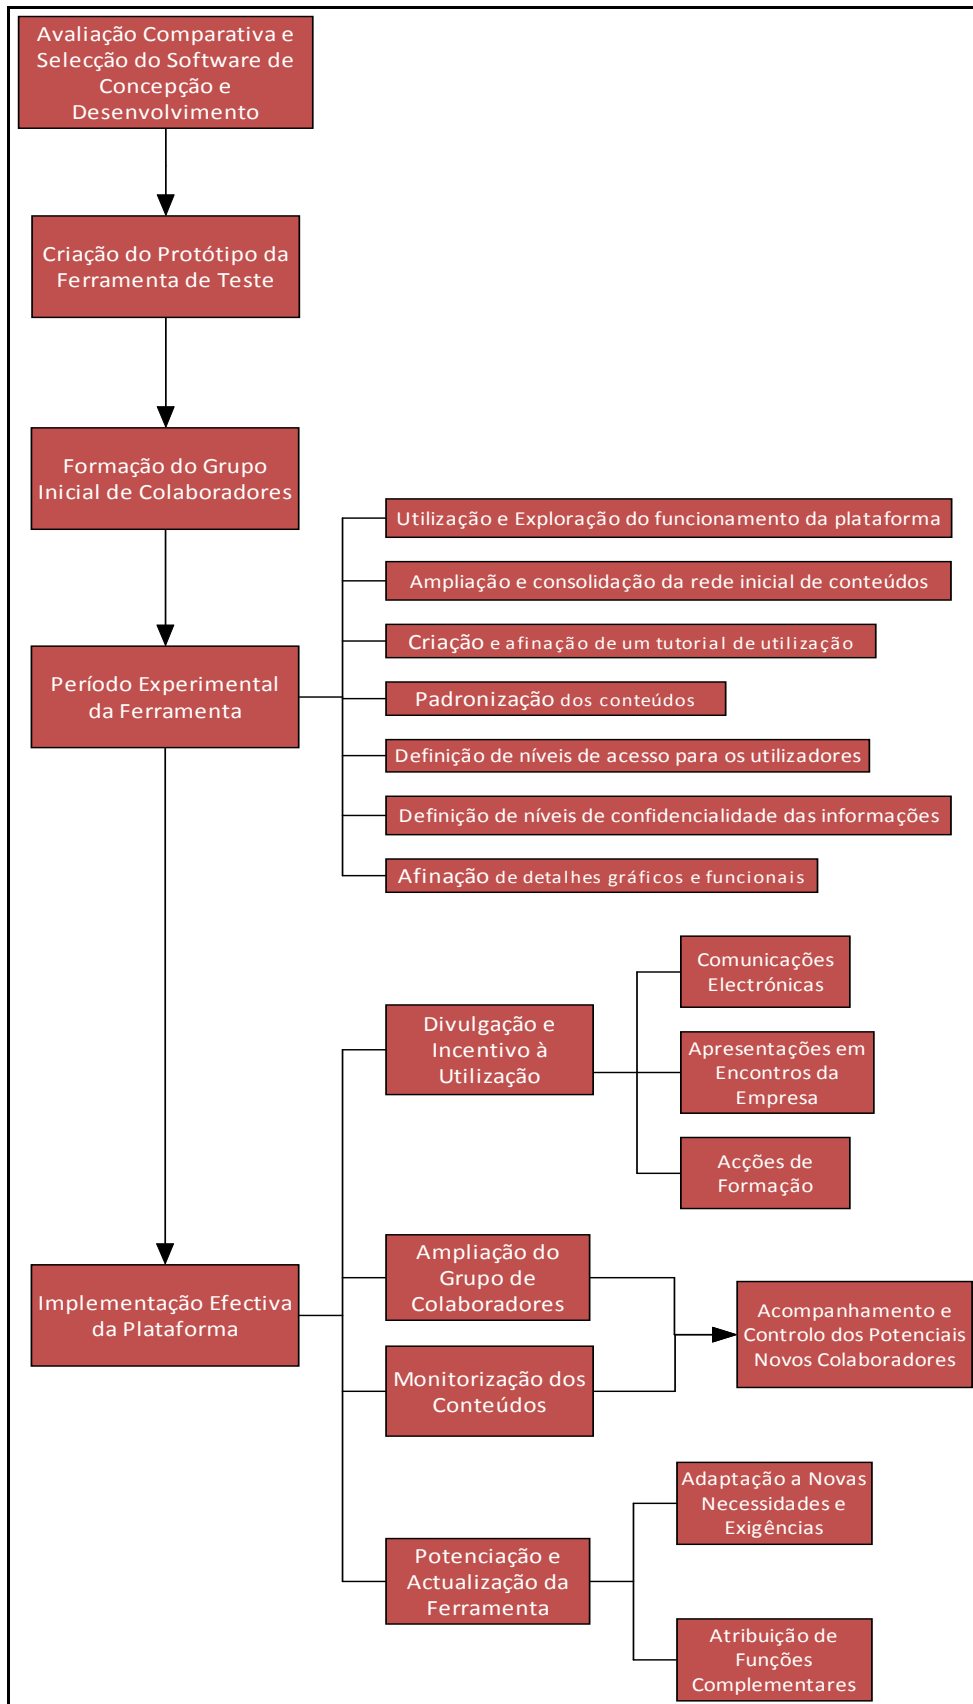 Avaliação Comparativa e
Selecção do Software de
Concepção e
Desenvolvimento
Criação do Protótipo da
Ferramenta de Teste
Formação do Grupo
Inicial de Colaboradores
Período Experimental
da Ferramenta
Utilização e Exploração do funcionamento da plataforma
Ampliação e consolidação da rede inicial de conteúdos
Criação e afinação de um tutorial de utilização
Padronização dos conteúdos
Definição de níveis de acesso para os utilizadores
Definição de níveis de confidencialidade das informações
Afinação de detalhes gráficos e funcionais
Implementação Efectiva
da Plataforma
Divulgação e
Incentivo à
Utilização
Comunicações
Electrónicas
Apresentações em
Encontros da
Empresa
Acções de
Formação
Ampliação do
Grupo de
Colaboradores
Monitorização dos
Conteúdos
Acompanhamento e
Controlo dos Potenciais
Novos Colaboradores
Potenciação e
Actualização da
Ferramenta
Adaptação a Novas
Necessidades e
Exigências
Atribuição de
Funções
Complementares